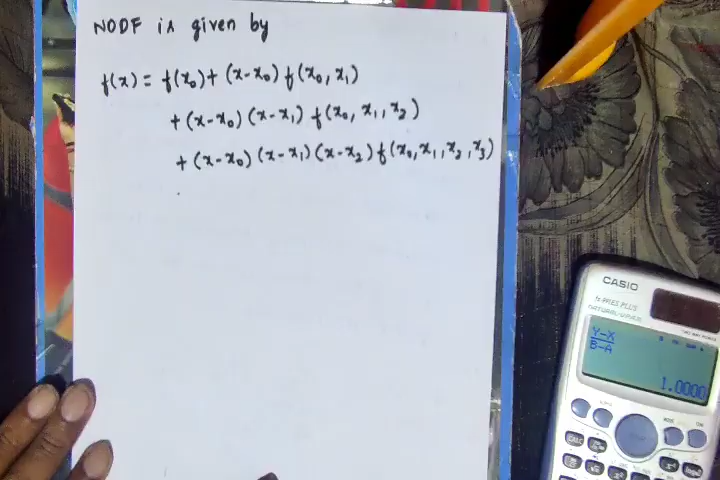 NDDF is given by
f(x) = f(x₀) + (x-x₀) f(x₀, x₁)
+ (x-x₀) (x-x₁) f(x₀, x₁, x₂)
+ (x-x₀) (x-x₁) (x-x₂) f(x₀, x₁, x₂, x₃)
CASIO
Y-X
B-A
1.0000